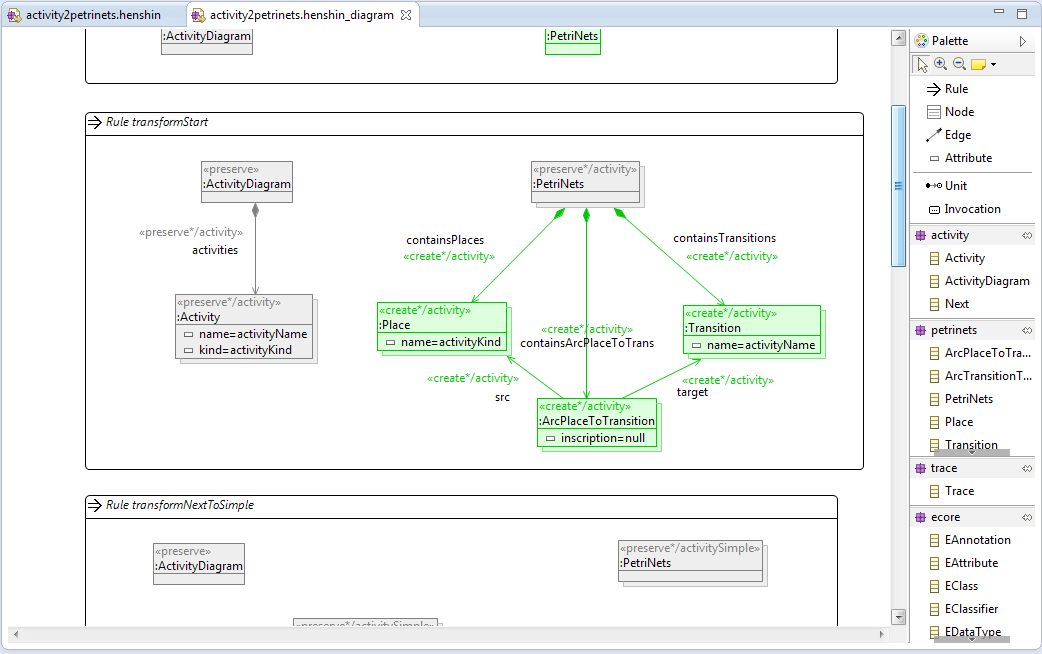 activity2petrinets.henshin
activity2petrinets.henshin_diagram
:ActivityDiagram
:PetriNets
Rule transformStart
«preserve»
:ActivityDiagram
«preserve*/activity»
:PetriNets
«preserve*/activity»
activities
containsPlaces
«create*/activity»
containsTransitions
«create*/activity»
«preserve*/activity»
:Activity
name=activityName
kind=activityKind
«create*/activity»
:Place
name=activityKind
«create*/activity»
containsArcPlaceToTrans
«create*/activity»
:Transition
name=activityName
«create*/activity»
src
«create*/activity»
target
«create*/activity»
:ArcPlaceToTransition
inscription=null
Rule transformNextToSimple
«preserve»
:ActivityDiagram
«preserve*/activitySimple»
:PetriNets
«preserve*/activitySimple»
Palette
Rule
Node
Edge
Attribute
Unit
Invocation
activity
Activity
ActivityDiagram
Next
petrinets
ArcPlaceToTra...
ArcTransitionT...
PetriNets
Place
Transition
trace
Trace
ecore
EAnnotation
EAttribute
EClass
EClassifier
EDataType